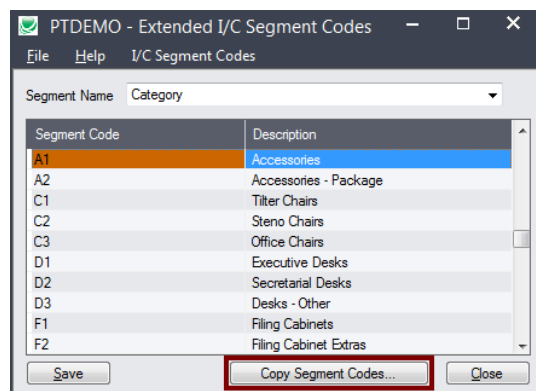 PTDEMO - Extended I/C Segment Codes
File Help I/C Segment Codes
Segment Name Category
Segment Code Description
A1 Accessories
A2 Accessories - Package
C1 Tilter Chairs
C2 Steno Chairs
C3 Office Chairs
D1 Executive Desks
D2 Secretarial Desks
D3 Desks - Other
F1 Filing Cabinets
F2 Filing Cabinet Extras
Save Copy Segment Codes... Close